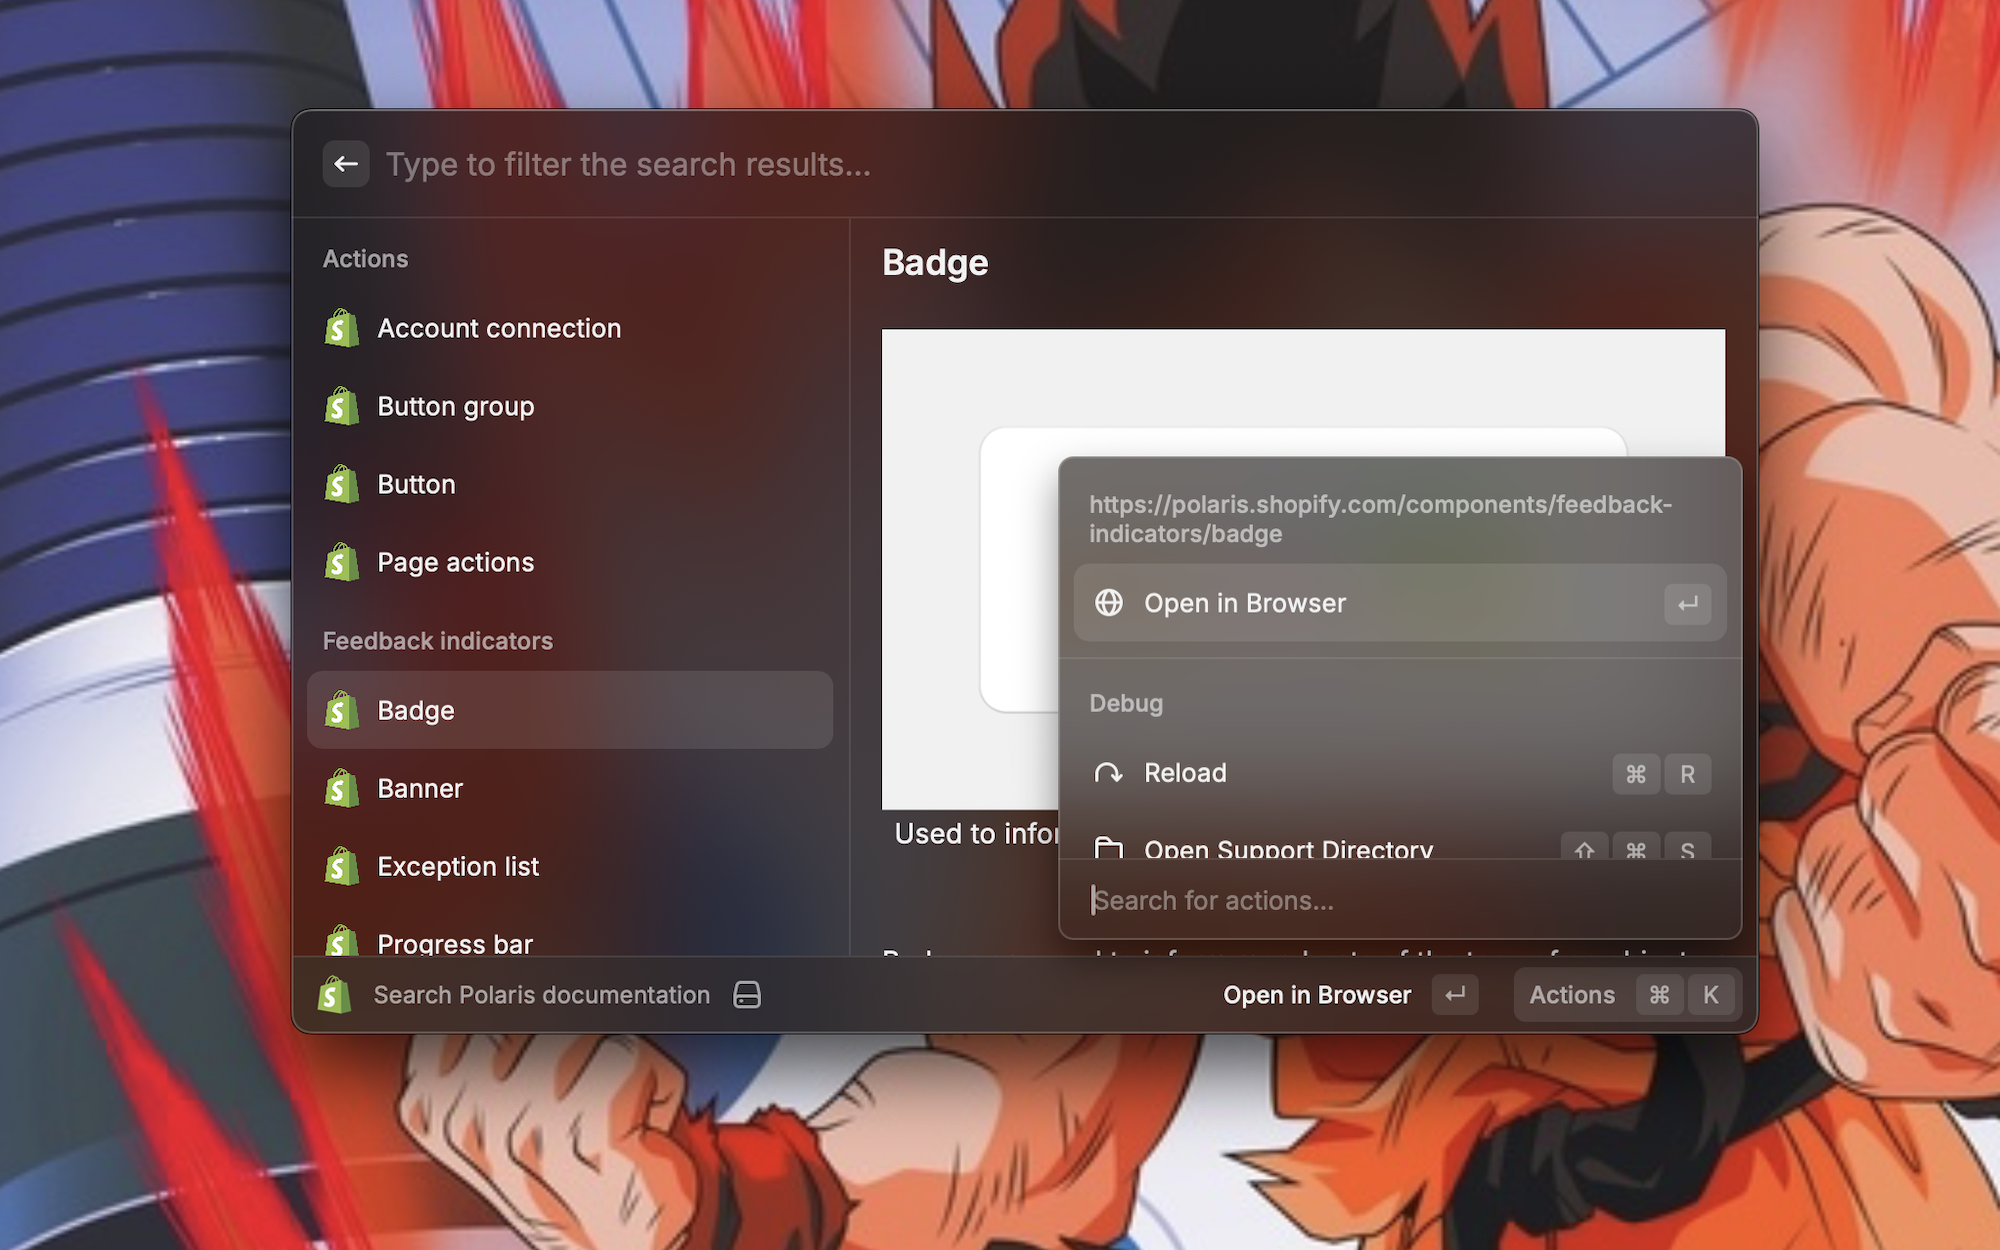 Type to filter the search results...
Actions
Account connection
Button group
Button
Page actions
Feedback indicators
Badge
Banner
Exception list
Progress bar
Badge
Used to infor
https://polaris.shopify.com/components/feedback-
indicators/badge
Open in Browser
Debug
Reload
⌘ R
Open Support Directory
⇧ ⌘ S
Search for actions...
Search Polaris documentation
Open in Browser
Actions ⌘ K